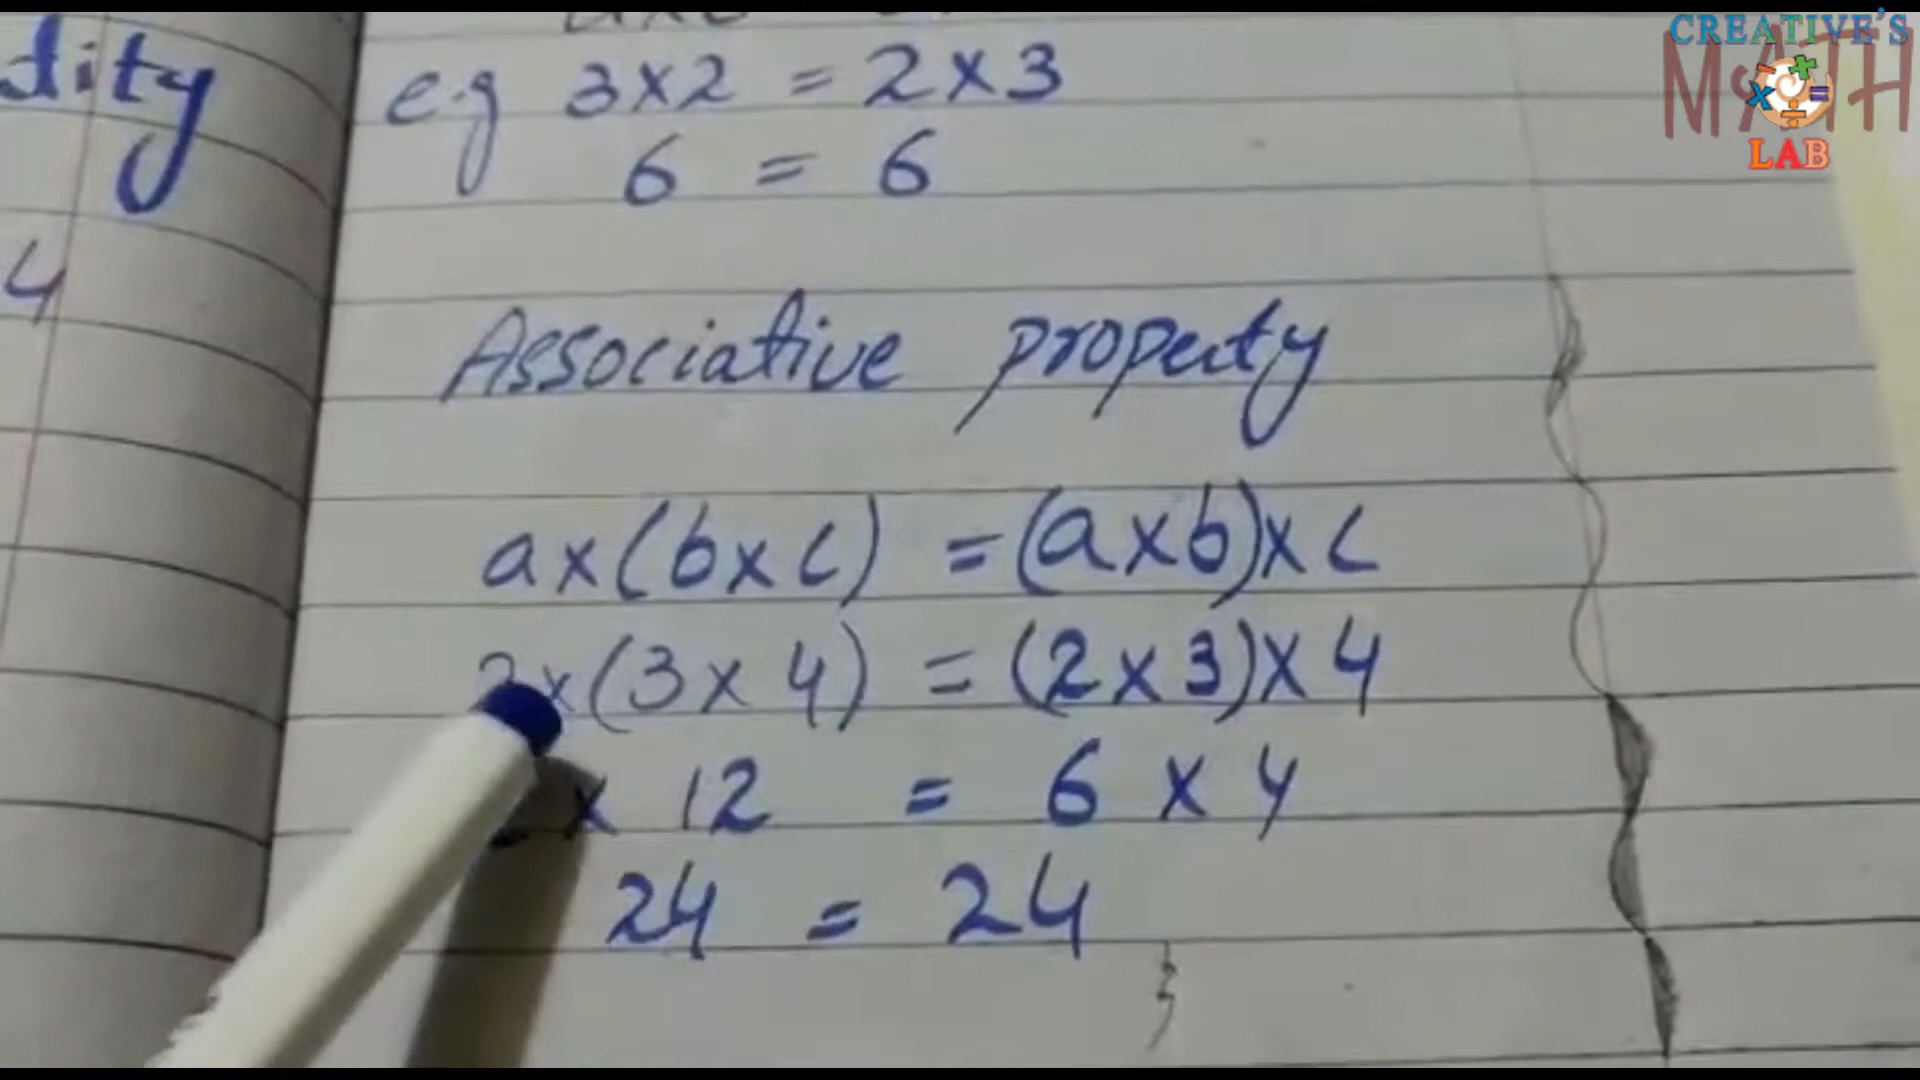 dity
4
e.g 3x2 = 2x3
6 = 6
Associative property
ax(bxc) = (axb)xc
2x(3x4) = (2x3)x4
x 12 = 6 x 4
24 = 24
CREATIVE'S
MATH
LAB